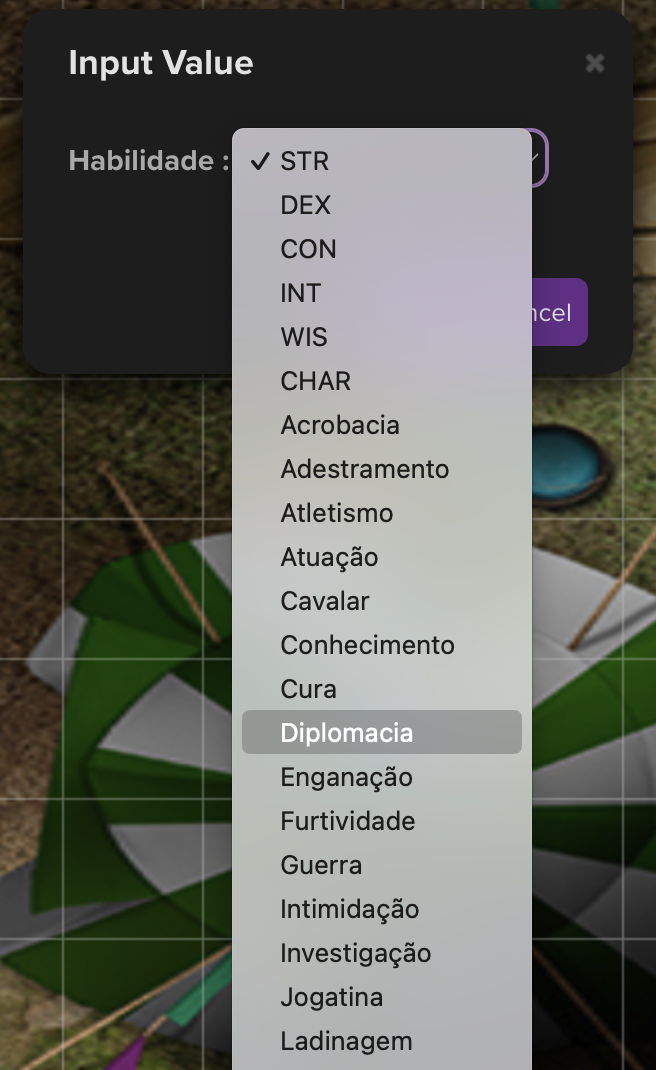 Input Value
Habilidade :
STR
DEX
CON
INT
WIS
CHAR
Acrobacia
Adestramento
Atletismo
Atuação
Cavalar
Conhecimento
Cura
Diplomacia
Enganação
Furtividade
Guerra
Intimidação
Investigação
Jogatina
Ladinagem